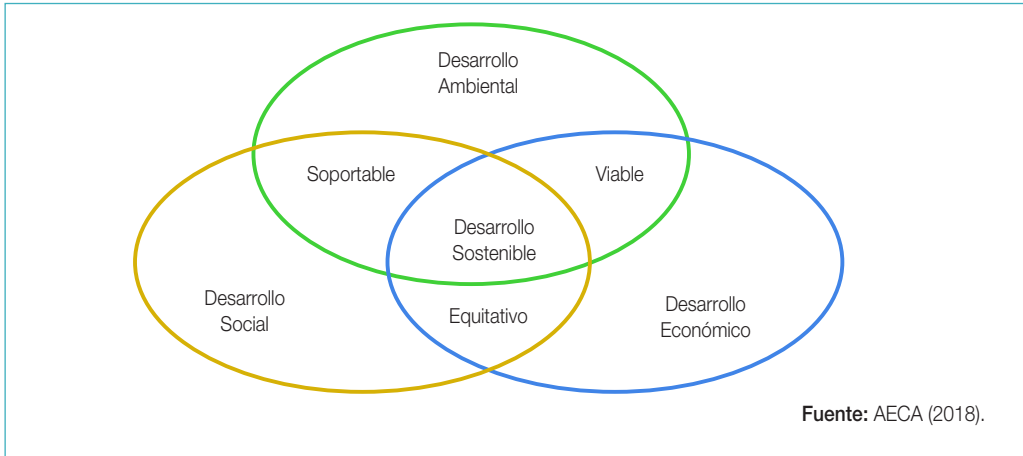 Desarrollo
Ambiental
Soportable
Viable
Desarrollo
Sostenible
Desarrollo
Social
Equitativo
Desarrollo
Económico
Fuente: AECA (2018).